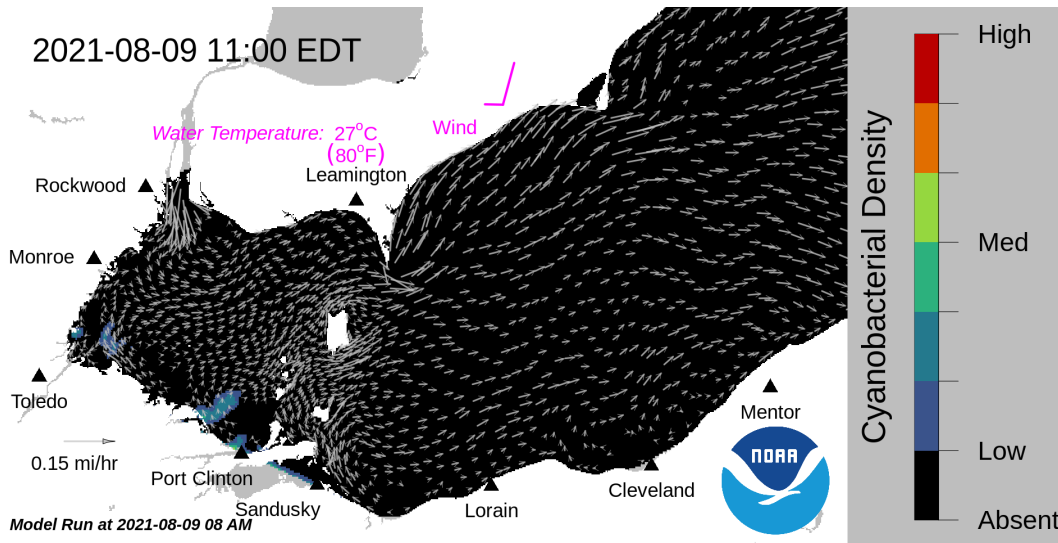 2021-08-09 11:00 EDT
High
Water Temperature: 27°C
(80°F)
Wind
Leamington
Rockwood
Monroe
Med
Cyanobacterial Density
Toledo
Mentor
0.15 mi/hr
Port Clinton
Sandusky
Lorain
Cleveland
NOAA
Low
Model Run at 2021-08-09 08 AM
Absent